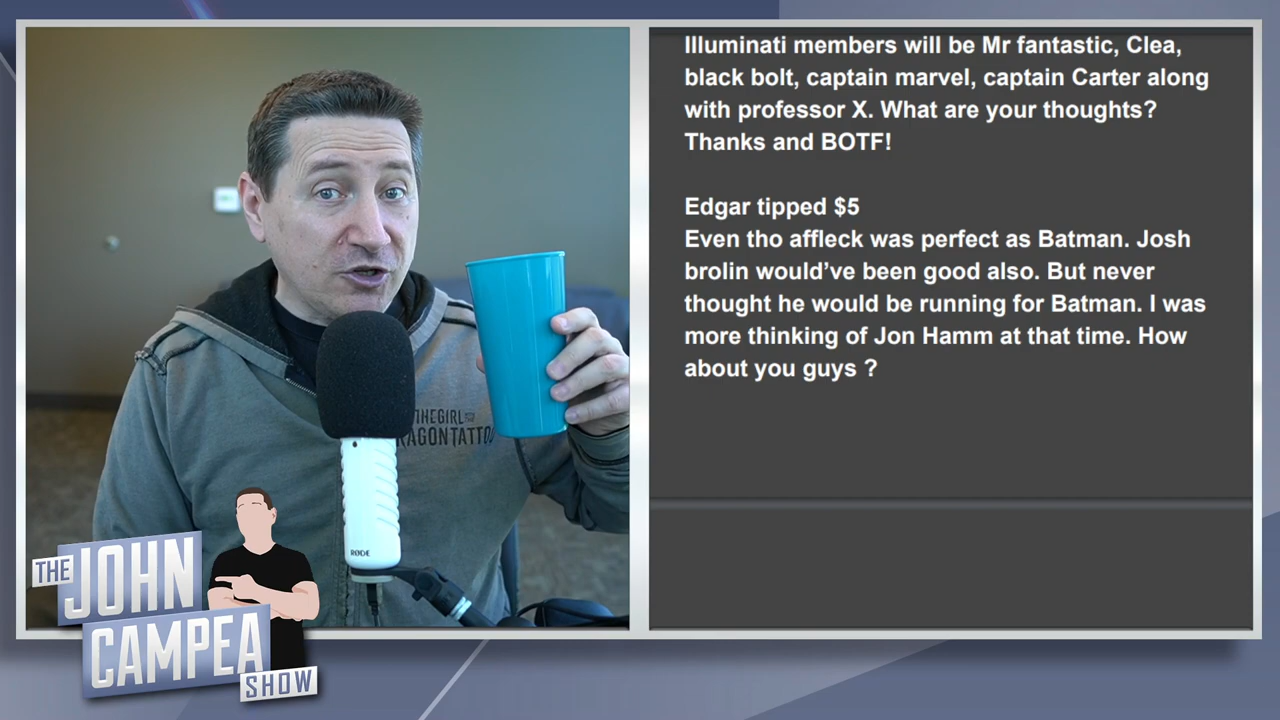 Illuminati members will be Mr fantastic, Clea,
black bolt, captain marvel, captain Carter along
with professor X. What are your thoughts?
Thanks and BOTF!
Edgar tipped $5
Even tho affleck was perfect as Batman. Josh
brolin would’ve been good also. But never
thought he would be running for Batman. I was
more thinking of Jon Hamm at that time. How
about you guys ?
RAGONTATTO
RØDE
THE
JOHN
CAMPEA
SHOW